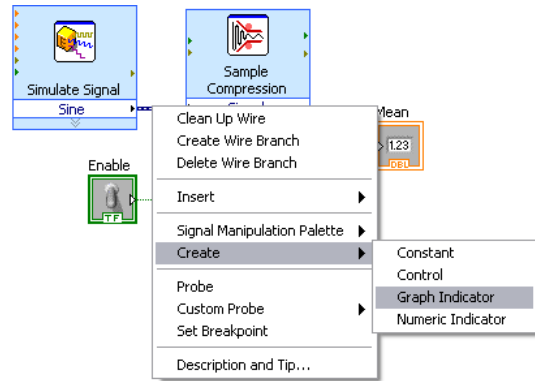 Simulate Signal
Sine
Sample
Compression
Mean
1.23
DBL
Enable
TF
Clean Up Wire
Create Wire Branch
Delete Wire Branch
Insert
Signal Manipulation Palette
Create
Probe
Custom Probe
Set Breakpoint
Description and Tip...
Constant
Control
Graph Indicator
Numeric Indicator